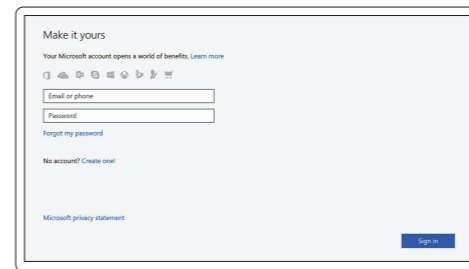 Make it yours
Your Microsoft account opens a world of benefits. Learn more
Email or phone
Password
Forgot my password
No account? Create one!
Microsoft privacy statement
Sign in